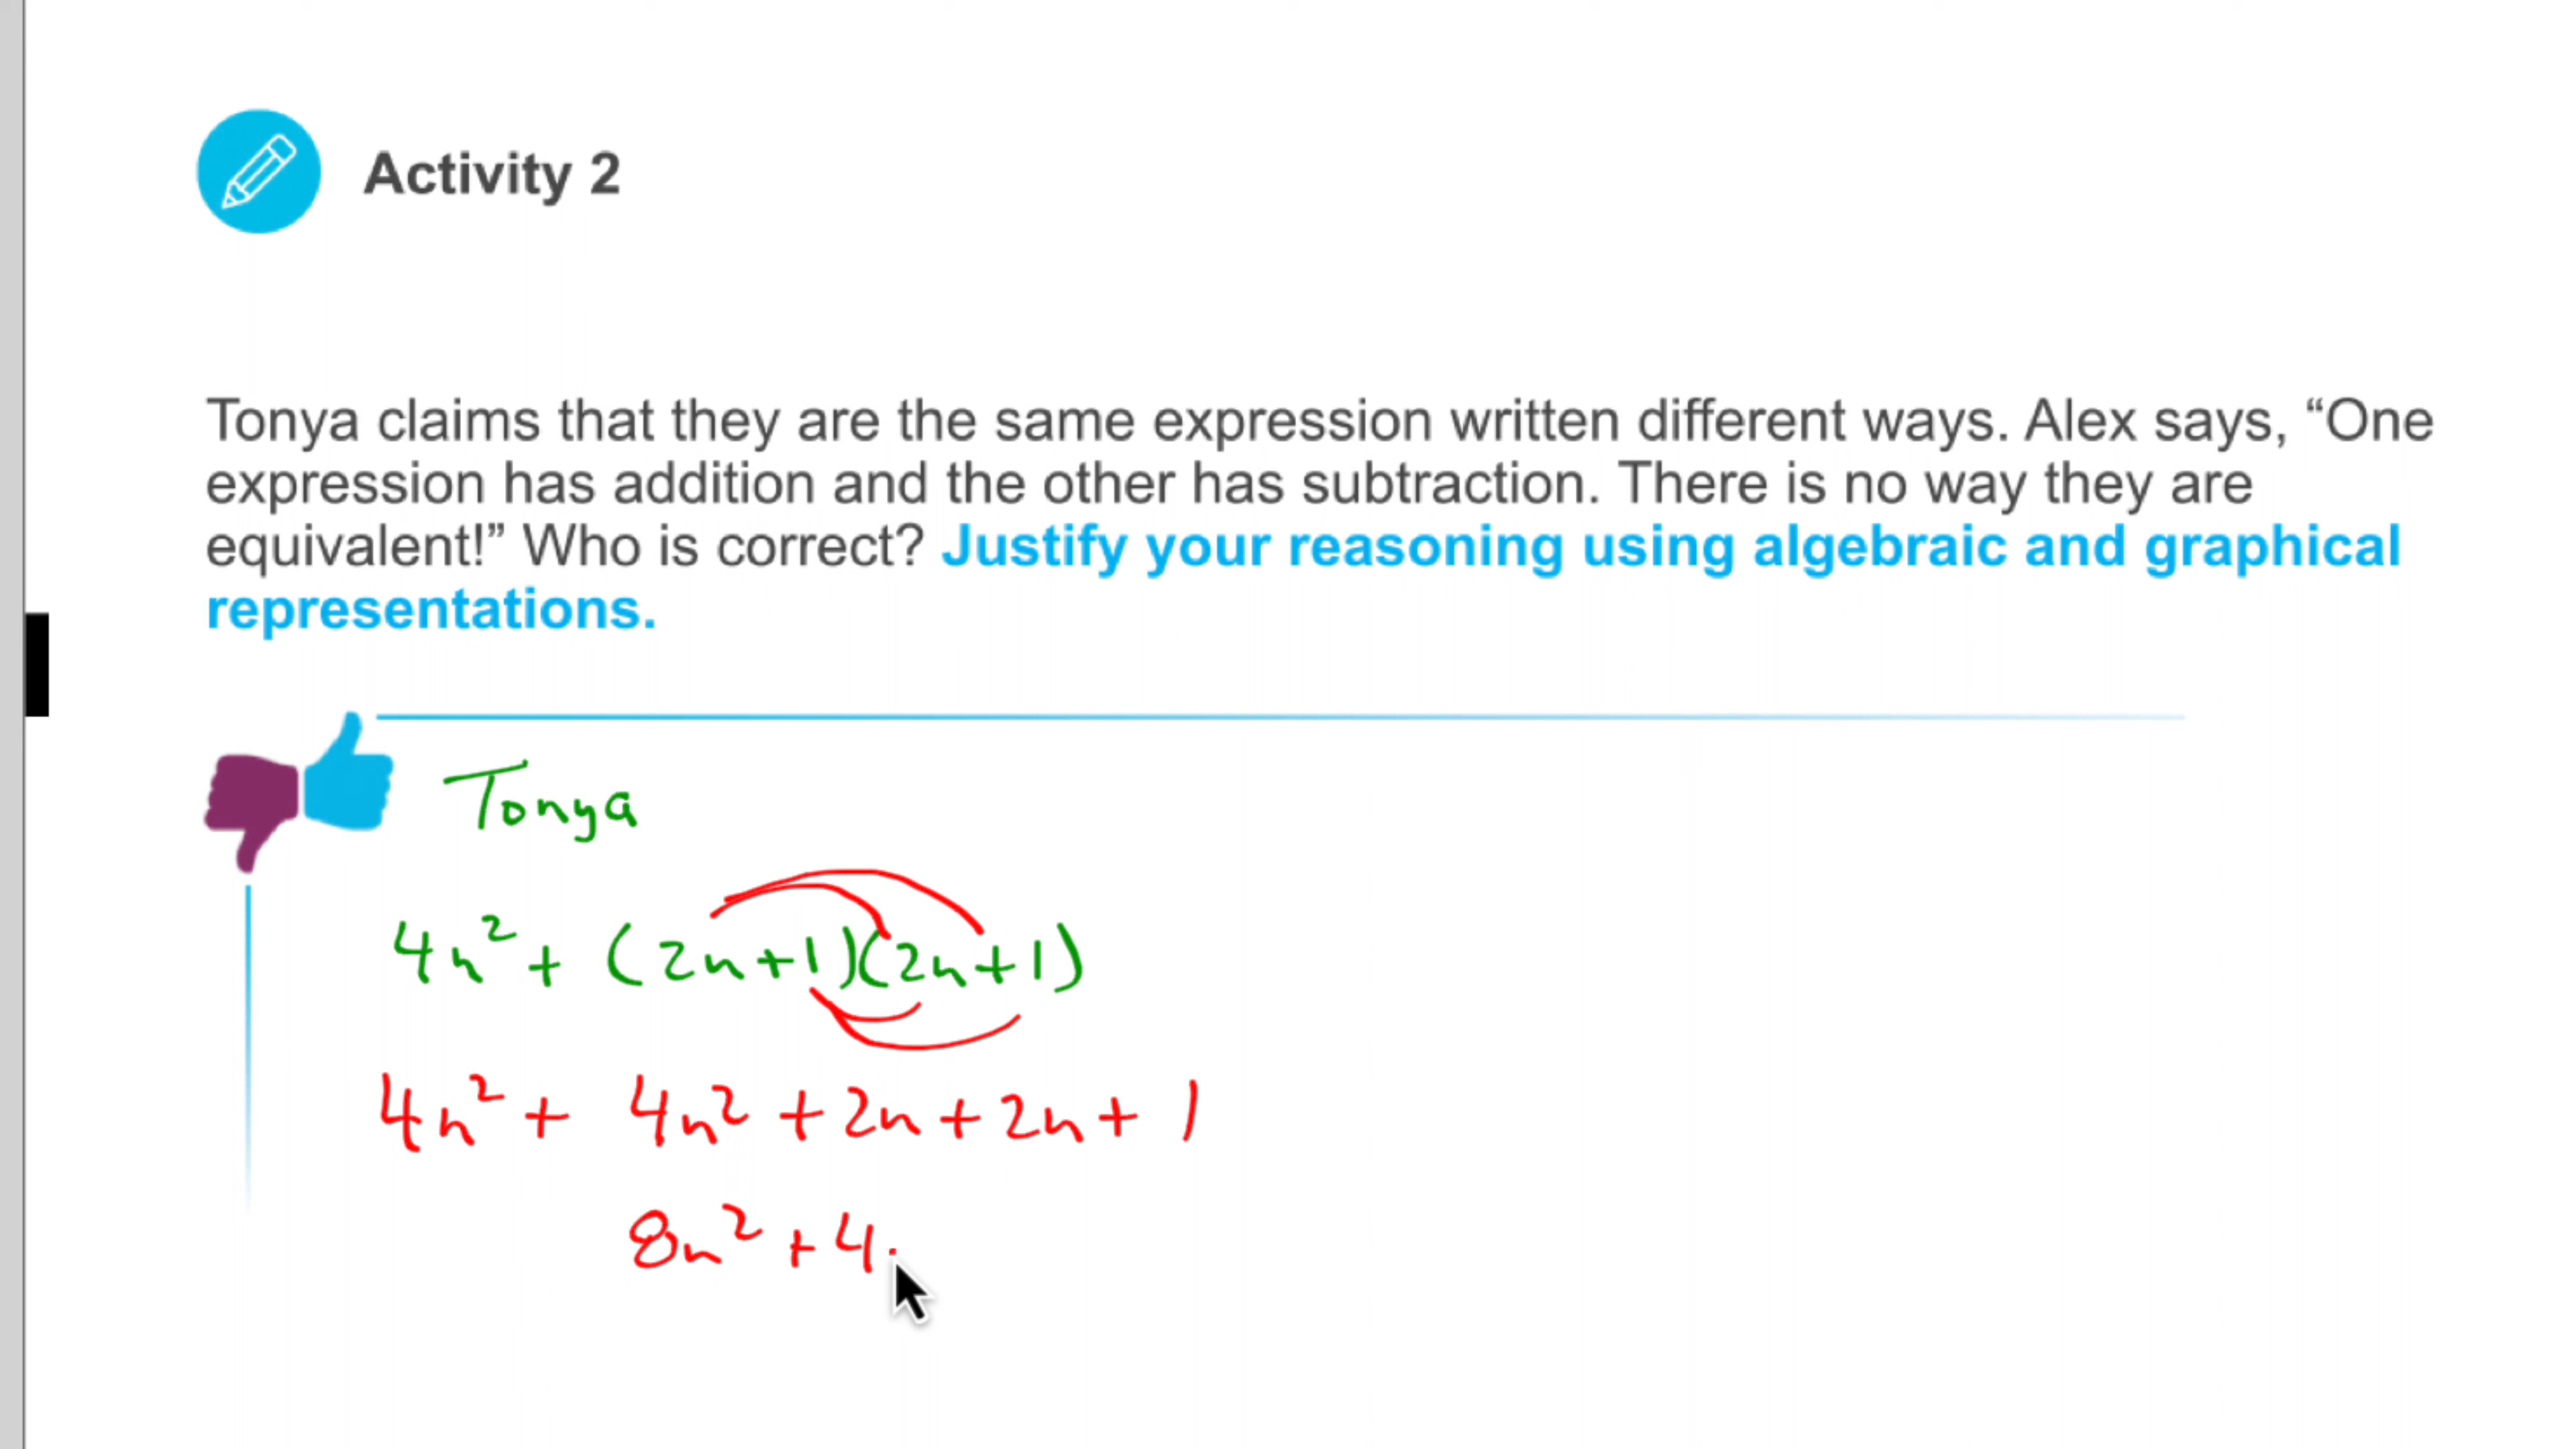 Activity 2
Tonya claims that they are the same expression written different ways. Alex says, “One
expression has addition and the other has subtraction. There is no way they are
equivalent!” Who is correct? Justify your reasoning using algebraic and graphical
representations.
Tonya
4n² + (2n+1)(2n+1)
4n² + 4n² + 2n + 2n + 1
8n² + 4